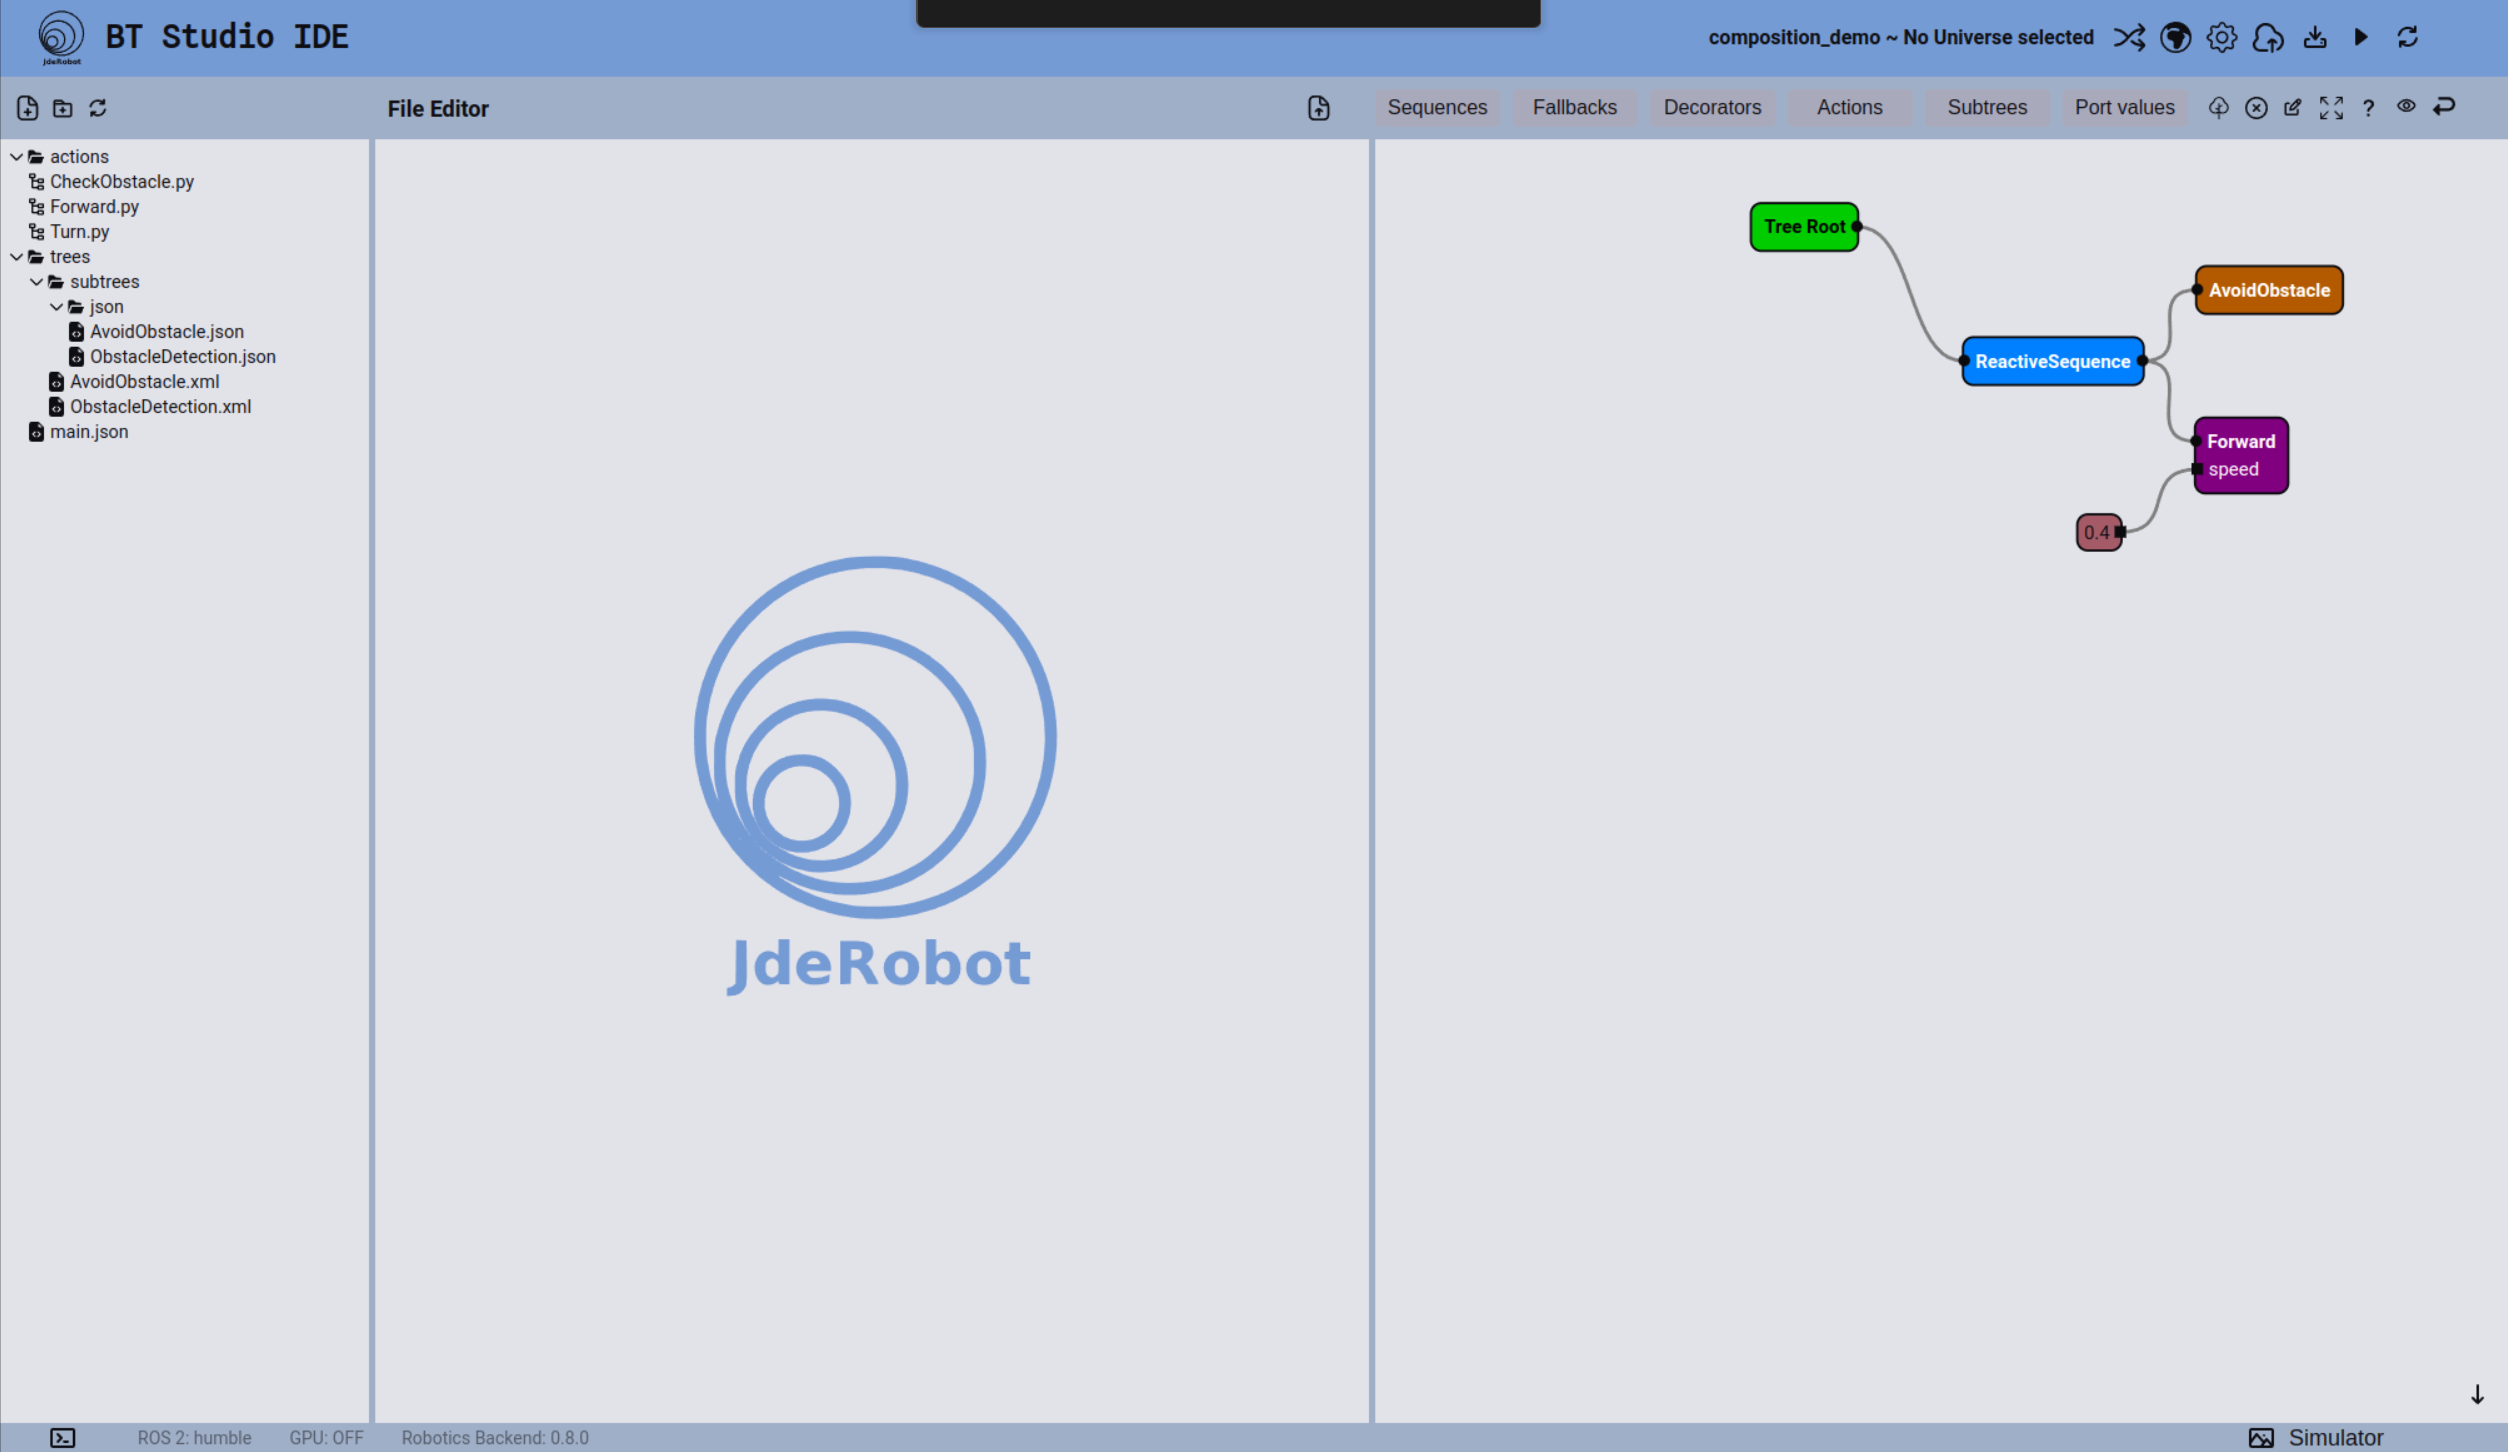 JdeRobot
BT Studio IDE
composition_demo ~ No Universe selected
File Editor
Sequences
Fallbacks
Decorators
Actions
Subtrees
Port values
?
actions
CheckObstacle.py
Forward.py
Turn.py
trees
subtrees
json
AvoidObstacle.json
ObstacleDetection.json
AvoidObstacle.xml
ObstacleDetection.xml
main.json
JdeRobot
Tree Root
AvoidObstacle
ReactiveSequence
Forward
speed
0.4
ROS 2: humble
GPU: OFF
Robotics Backend: 0.8.0
Simulator